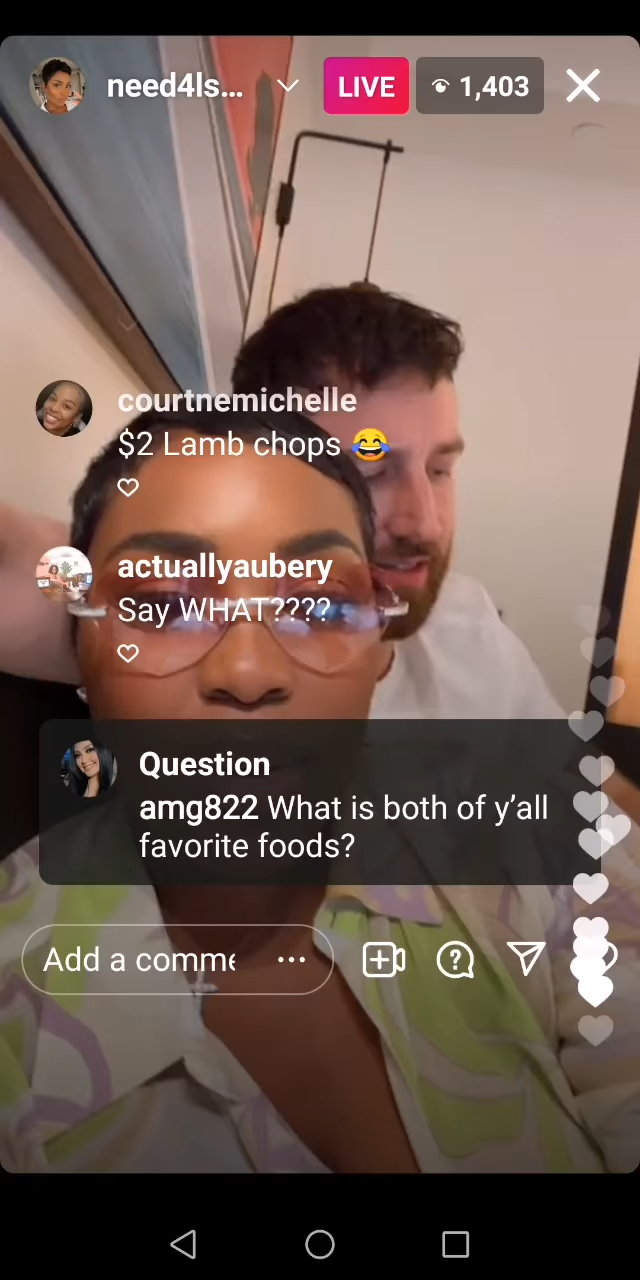 need4ls...
LIVE
1,403
courtnemichelle
$2 Lamb chops 😂
actuallyaubery
Say WHAT????
Question
amg822 What is both of y’all
favorite foods?
Add a comme